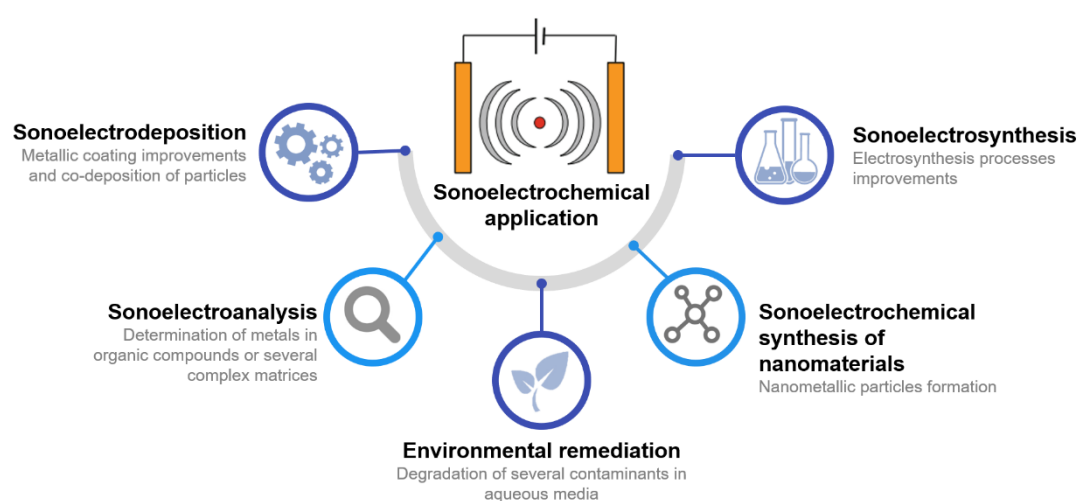 Sonoelectrochemical
application
Sonoelectrodeposition
Metallic coating improvements
and co-deposition of particles
Sonoelectroanalysis
Determination of metals in
organic compounds or several
complex matrices
Environmental remediation
Degradation of several contaminants in
aqueous media
Sonoelectrochemical
synthesis of
nanomaterials
Nanometallic particles formation
Sonoelectrosynthesis
Electrosynthesis processes
improvements